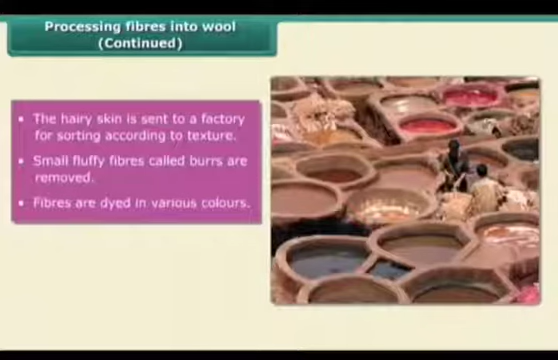 Processing fibres into wool
(Continued)
• The hairy skin is sent to a factory
for sorting according to texture.
• Small fluffy fibres called burrs are
removed.
• Fibres are dyed in various colours.